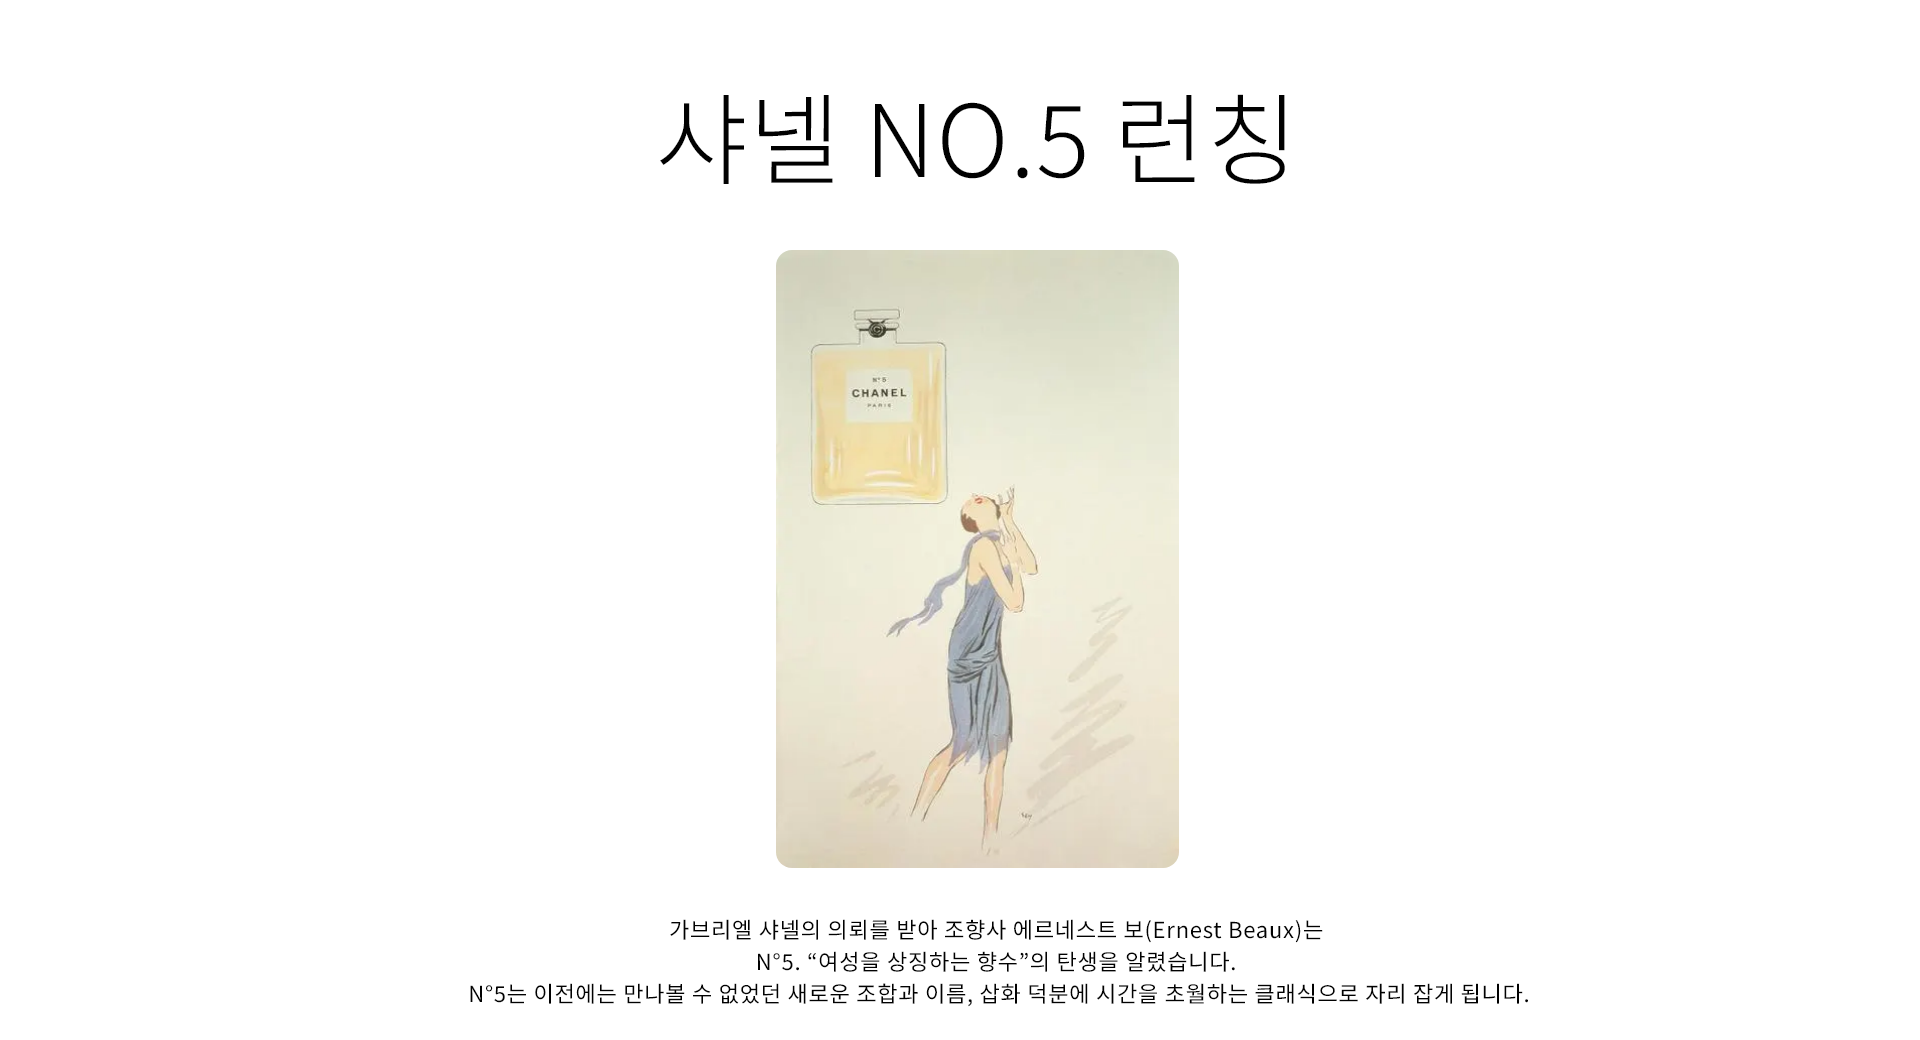 샤넬 NO.5 런칭
N°5
CHANEL
PARIS
가브리엘 샤넬의 의뢰를 받아 조향사 에르네스트 보(Ernest Beaux)는
N°5. “여성을 상징하는 향수”의 탄생을 알렸습니다.
N°5는 이전에는 만나볼 수 없었던 새로운 조합과 이름, 삽화 덕분에 시간을 초월하는 클래식으로 자리 잡게 됩니다.